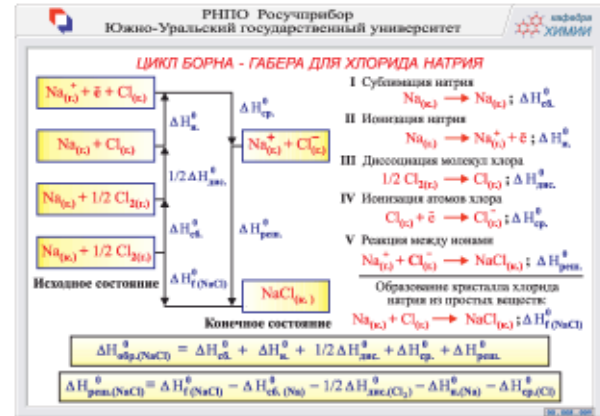 РНПО Росучприбор
Южно-Уральский государственный университет
кафедра
ХИМИИ
ЦИКЛ БОРНА - ГАБЕРА ДЛЯ ХЛОРИДА НАТРИЯ
Na⁺(г.) + ē + Cl(г.)
Na(г.) + Cl(г.)
Na(г.) + 1/2 Cl₂(г.)
Na(к.) + 1/2 Cl₂(г.)
Исходное состояние
ΔH⁰и.
1/2 ΔH⁰дис.
ΔH⁰сб.
ΔH⁰f (NaCl)
ΔH⁰ср.
Na⁺(г.) + Cl⁻(г.)
ΔH⁰реш.
NaCl(к.)
Конечное состояние
I Сублимация натрия
Na(к.) → Na(г.) ; ΔH⁰сб.
II Ионизация натрия
Na(г.) → Na⁺(г.) + ē ; ΔH⁰и.
III Диссоциация молекул хлора
1/2 Cl₂(г.) → Cl(г.) ; ΔH⁰дис.
IV Ионизация атомов хлора
Cl(г.) + ē → Cl⁻(г.) ; ΔH⁰ср.
V Реакция между ионами
Na⁺(г.) + Cl⁻(г.) → NaCl(к.) ; ΔH⁰реш.
Образование кристалла хлорида
натрия из простых веществ:
Na(к.) + Cl(г.) → NaCl(к.) ; ΔH⁰f (NaCl)
ΔH⁰обр.(NaCl) = ΔH⁰сб. + ΔH⁰и. + 1/2 ΔH⁰дис. + ΔH⁰ср. + ΔH⁰реш.
ΔH⁰реш.(NaCl) = ΔH⁰f (NaCl) − ΔH⁰сб. (Na) − 1/2 ΔH⁰дис.(Cl₂) − ΔH⁰и.(Na) − ΔH⁰ср.(Cl)